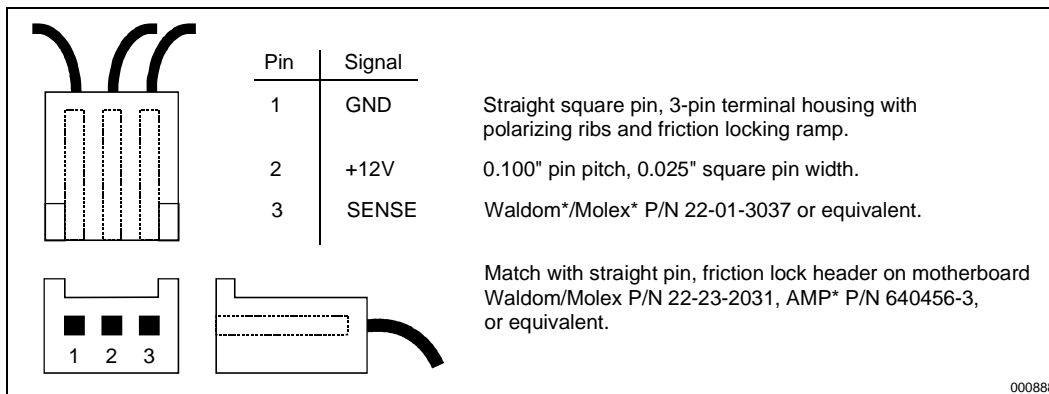 Pin Signal
1 GND Straight square pin, 3-pin terminal housing with
polarizing ribs and friction locking ramp.
2 +12V 0.100" pin pitch, 0.025" square pin width.
3 SENSE Waldom*/Molex* P/N 22-01-3037 or equivalent.
Match with straight pin, friction lock header on motherboard
Waldom/Molex P/N 22-23-2031, AMP* P/N 640456-3,
or equivalent.
1 2 3
000888